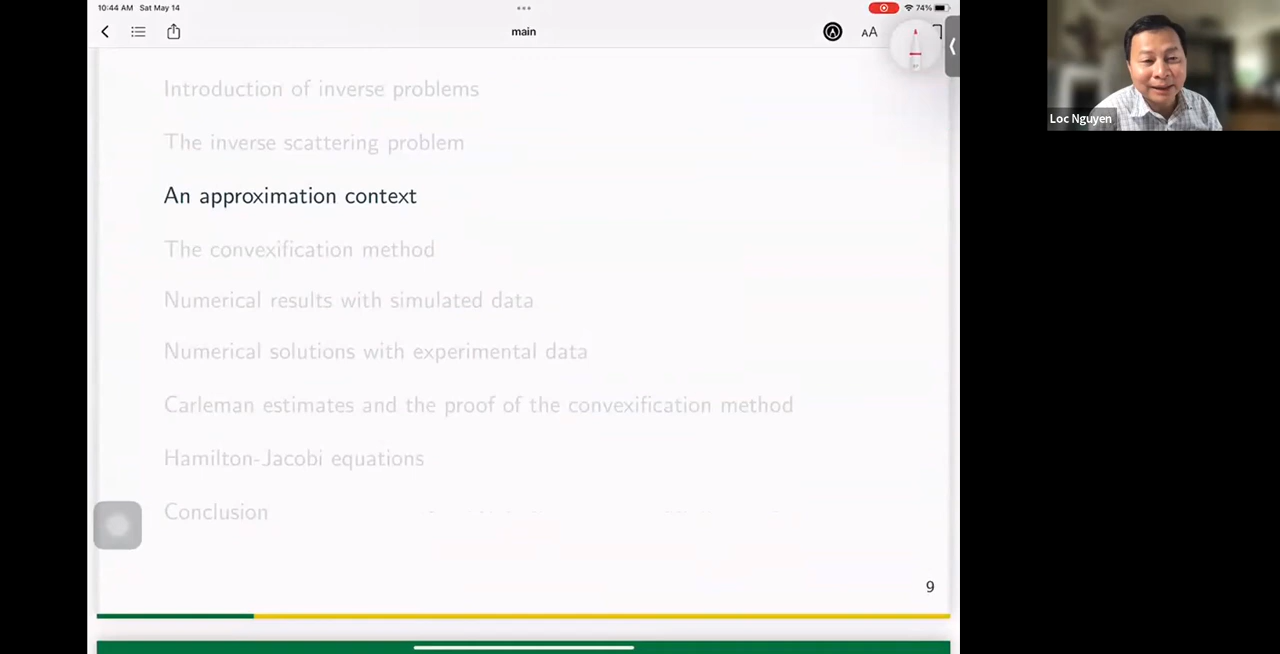 10:44 AM Sat May 14
74%
main
AA
Introduction of inverse problems
The inverse scattering problem
An approximation context
The convexification method
Numerical results with simulated data
Numerical solutions with experimental data
Carleman estimates and the proof of the convexification method
Hamilton-Jacobi equations
Conclusion
9
Loc Nguyen